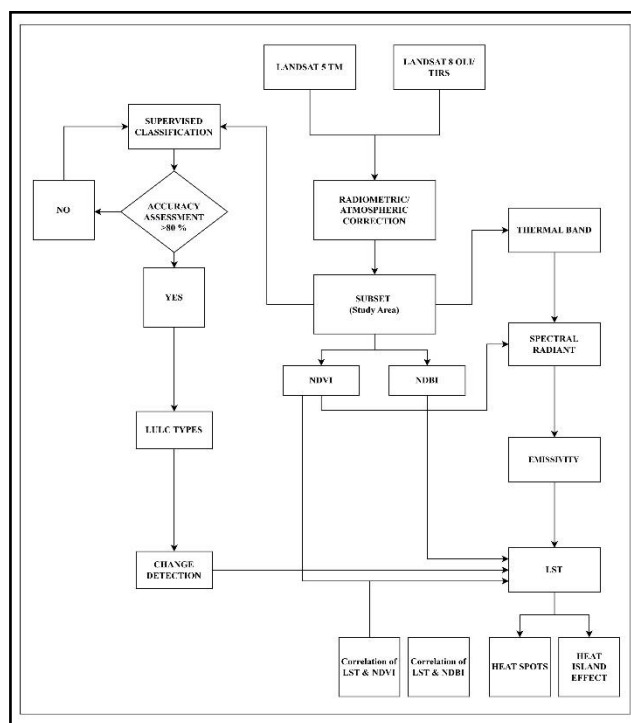 LANDSAT 5 TM
LANDSAT 8 OLI/
TIRS
SUPERVISED
CLASSIFICATION
NO
ACCURACY
ASSESSMENT
>80 %
RADIOMETRIC/
ATMOSPHERIC
CORRECTION
THERMAL BAND
YES
SUBSET
(Study Area)
SPECTRAL
RADIANT
NDVI
NDBI
LULC TYPES
EMISSIVITY
CHANGE
DETECTION
LST
Correlation of
LST & NDVI
Correlation of
LST & NDBI
HEAT SPOTS
HEAT
ISLAND
EFFECT